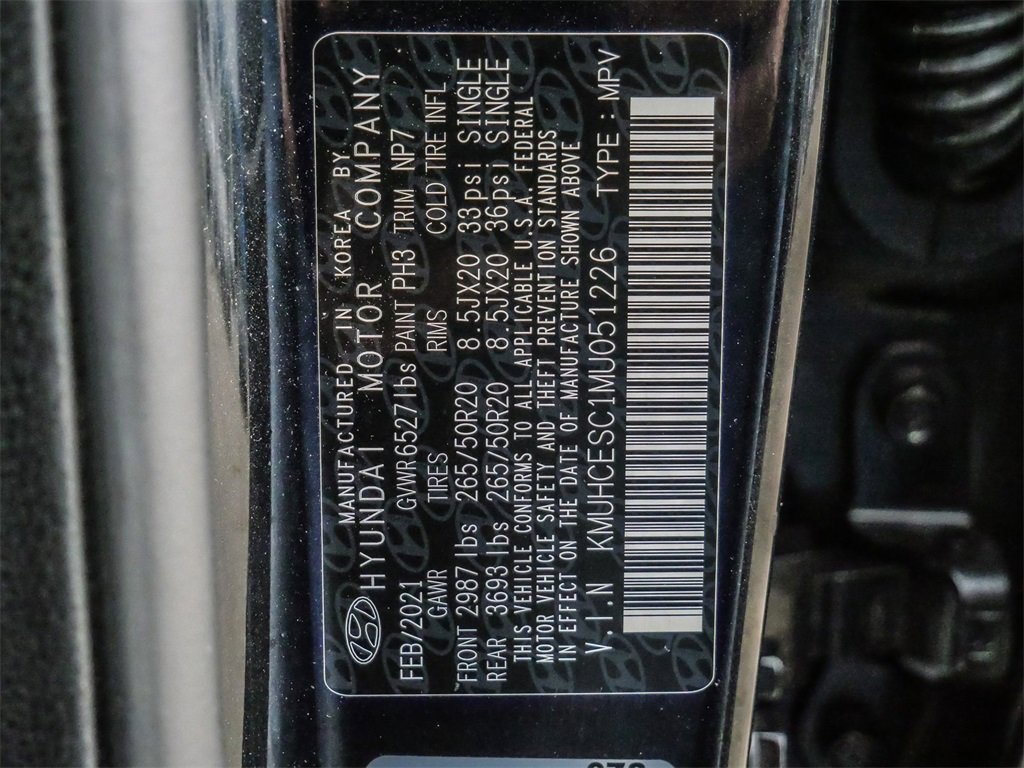 MANUFACTURED IN KOREA BY
HYUNDAI MOTOR COMPANY
FEB/2021 GVWR6527lbs PAINT PH3 TRIM NP7
GAWR TIRES RIMS COLD TIRE INFL
FRONT 2987lbs 265/50R20 8.5JX20 33psi SINGLE
REAR 3693lbs 265/50R20 8.5JX20 36psi SINGLE
THIS VEHICLE CONFORMS TO ALL APPLICABLE U.S.A. FEDERAL
MOTOR VEHICLE SAFETY AND THEFT PREVENTION STANDARDS
IN EFFECT ON THE DATE OF MANUFACTURE SHOWN ABOVE
V.I.N KMUHCESC1MU051226 TYPE : MPV